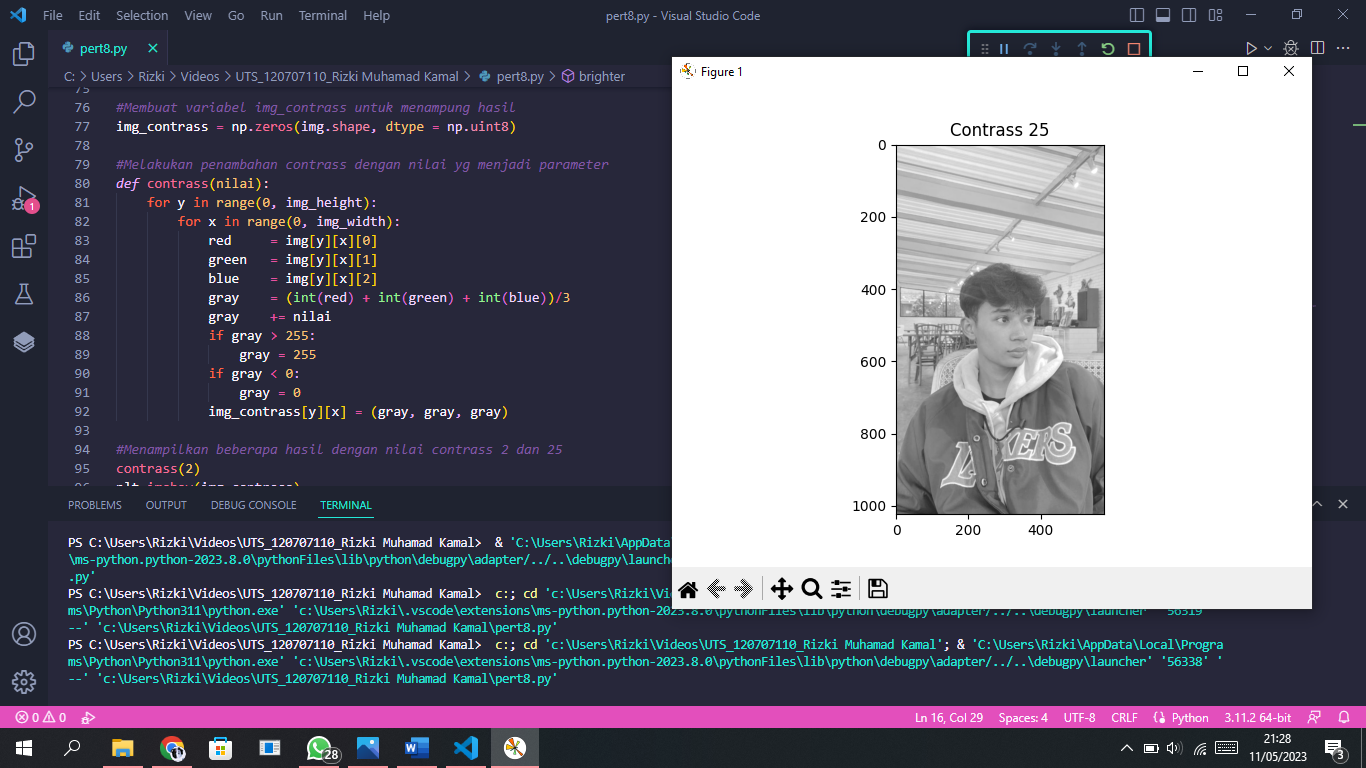 File Edit Selection View Go Run Terminal Help pert8.py - Visual Studio Code
pert8.py
C: > Users > Rizki > Videos > UTS_120707110_Rizki Muhamad Kamal > pert8.py > brighter
75
76 #Membuat variabel img_contrass untuk menampung hasil
77 img_contrass = np.zeros(img.shape, dtype = np.uint8)
78
79 #Melakukan penambahan contrass dengan nilai yg menjadi parameter
80 def contrass(nilai):
81 for y in range(0, img_height):
82 for x in range(0, img_width):
83 red = img[y][x][0]
84 green = img[y][x][1]
85 blue = img[y][x][2]
86 gray = (int(red) + int(green) + int(blue))/3
87 gray += nilai
88 if gray > 255:
89 gray = 255
90 if gray < 0:
91 gray = 0
92 img_contrass[y][x] = (gray, gray, gray)
93
94 #Menampilkan beberapa hasil dengan nilai contrass 2 dan 25
95 contrass(2)
96 plt.imshow(img_contrass)
Figure 1
Contrass 25
0
200
400
600
800
1000
0 200 400
LAKERS
PROBLEMS OUTPUT DEBUG CONSOLE TERMINAL
PS C:\Users\Rizki\Videos\UTS_120707110_Rizki Muhamad Kamal> & 'C:\Users\Rizki\AppData
\ms-python.python-2023.8.0\pythonFiles\lib\python\debugpy\adapter/../..\debugpy\launche
.py'
PS C:\Users\Rizki\Videos\UTS_120707110_Rizki Muhamad Kamal> c:; cd 'c:\Users\Rizki\Vi
ms\Python\Python311\python.exe' 'c:\Users\Rizki\.vscode\extensions\ms-python.python-2023.8.0\pythonFiles\lib\python\debugpy\adapter/../..\debugpy\launcher' '56319'
--' 'c:\Users\Rizki\Videos\UTS_120707110_Rizki Muhamad Kamal\pert8.py'
PS C:\Users\Rizki\Videos\UTS_120707110_Rizki Muhamad Kamal> c:; cd 'c:\Users\Rizki\Videos\UTS_120707110_Rizki Muhamad Kamal'; & 'C:\Users\Rizki\AppData\Local\Progra
ms\Python\Python311\python.exe' 'c:\Users\Rizki\.vscode\extensions\ms-python.python-2023.8.0\pythonFiles\lib\python\debugpy\adapter/../..\debugpy\launcher' '56338' '
--' 'c:\Users\Rizki\Videos\UTS_120707110_Rizki Muhamad Kamal\pert8.py'
1
0 0 Ln 16, Col 29 Spaces: 4 UTF-8 CRLF Python 3.11.2 64-bit
28
21:28
11/05/2023
3